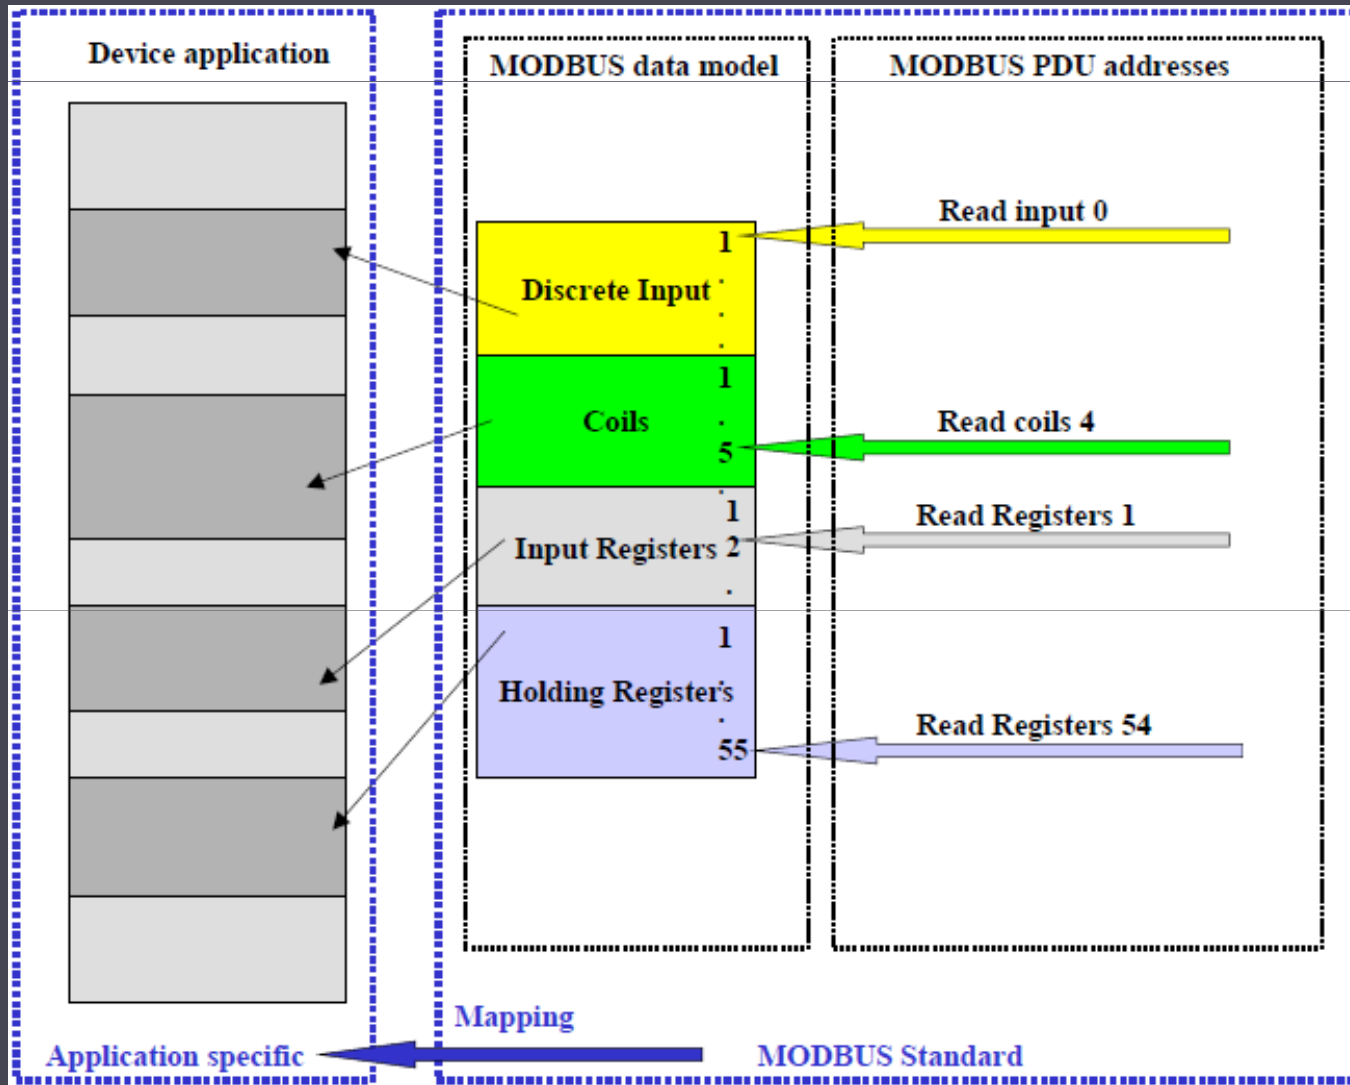 Device application
MODBUS data model
MODBUS PDU addresses
Read input 0
1
Discrete Input
.
.
.
1
Coils
.
5
.
Read coils 4
1
Input Registers 2
.
Read Registers 1
1
.
Holding Registers
.
55
Read Registers 54
Mapping
Application specific
MODBUS Standard